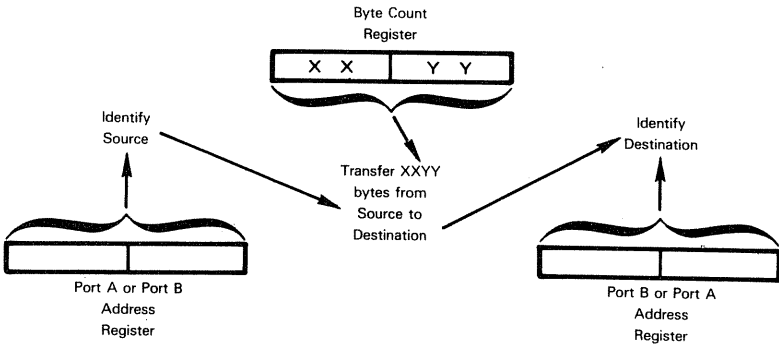 Byte Count
Register
X X Y Y
Identify
Source
Identify
Destination
Transfer XXYY
bytes from
Source to
Destination
Port A or Port B
Address
Register
Port B or Port A
Address
Register